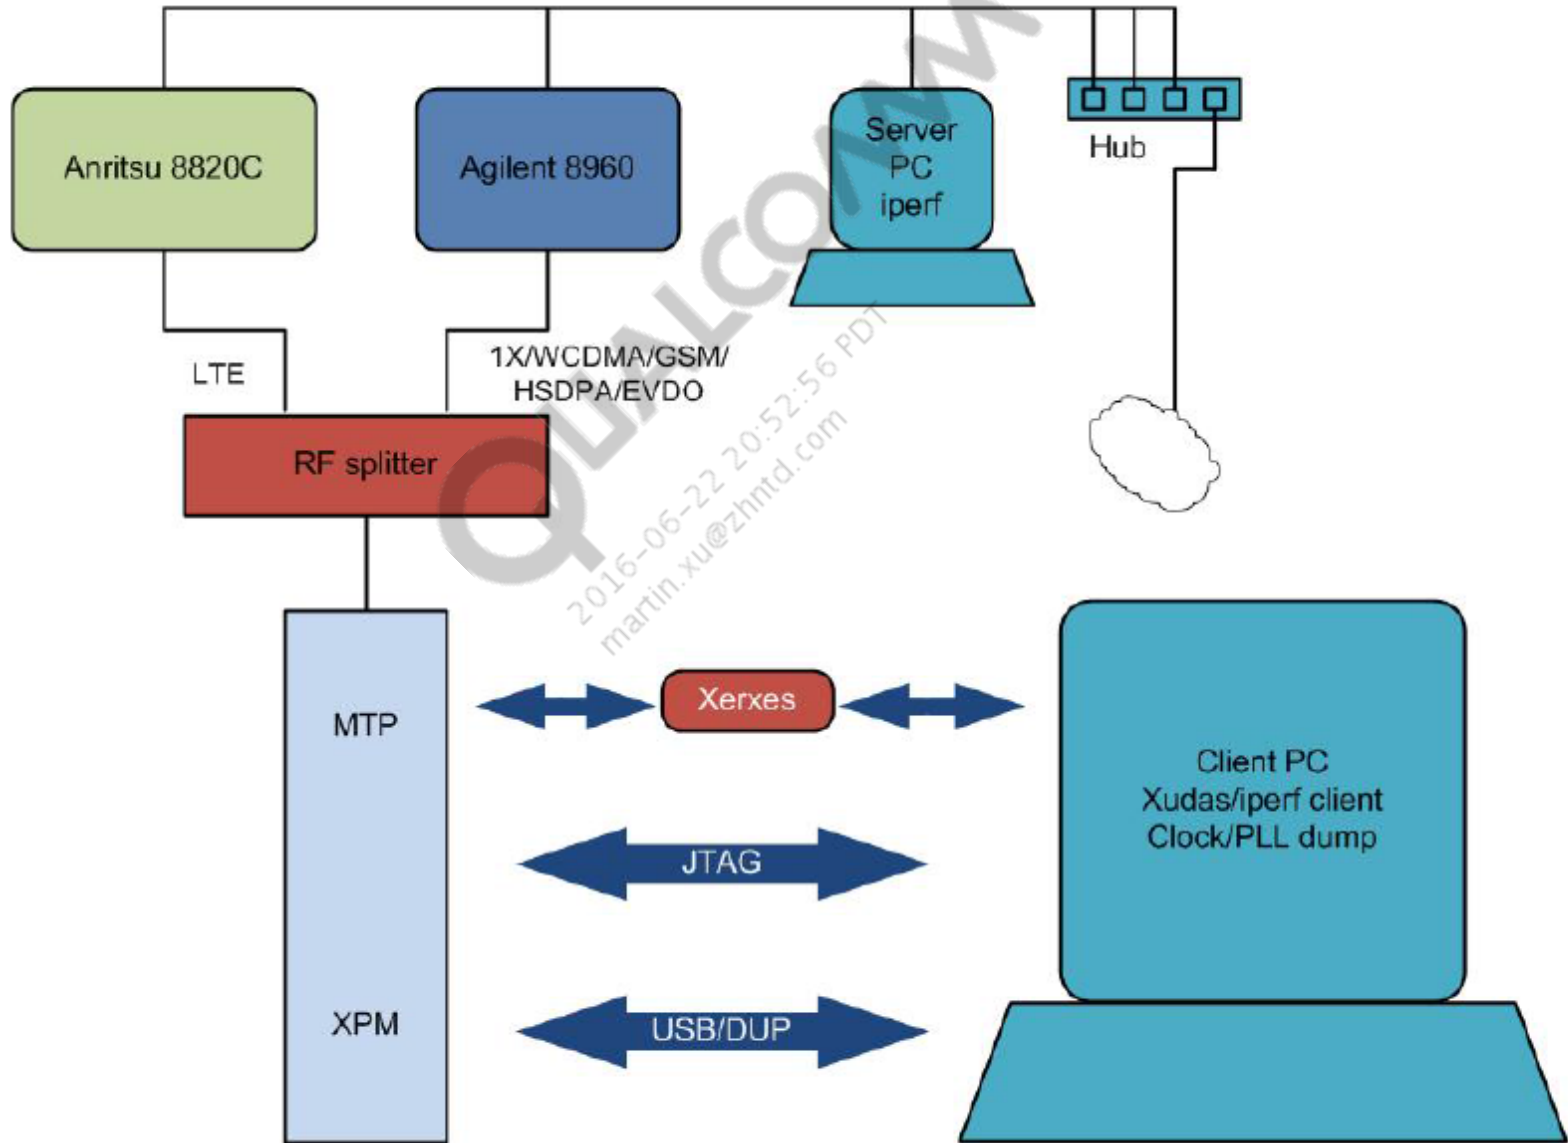 Anritsu 8820C
Agilent 8960
Server
PC
iperf
Hub
LTE
1X/WCDMA/GSM/
HSDPA/EVDO
RF splitter
QUALCOMM
2016-06-22 20:52:56 PDT
martin.xu@zhntd.com
MTP
Xerxes
Client PC
Xudas/iperf client
Clock/PLL dump
JTAG
XPM
USB/DUP